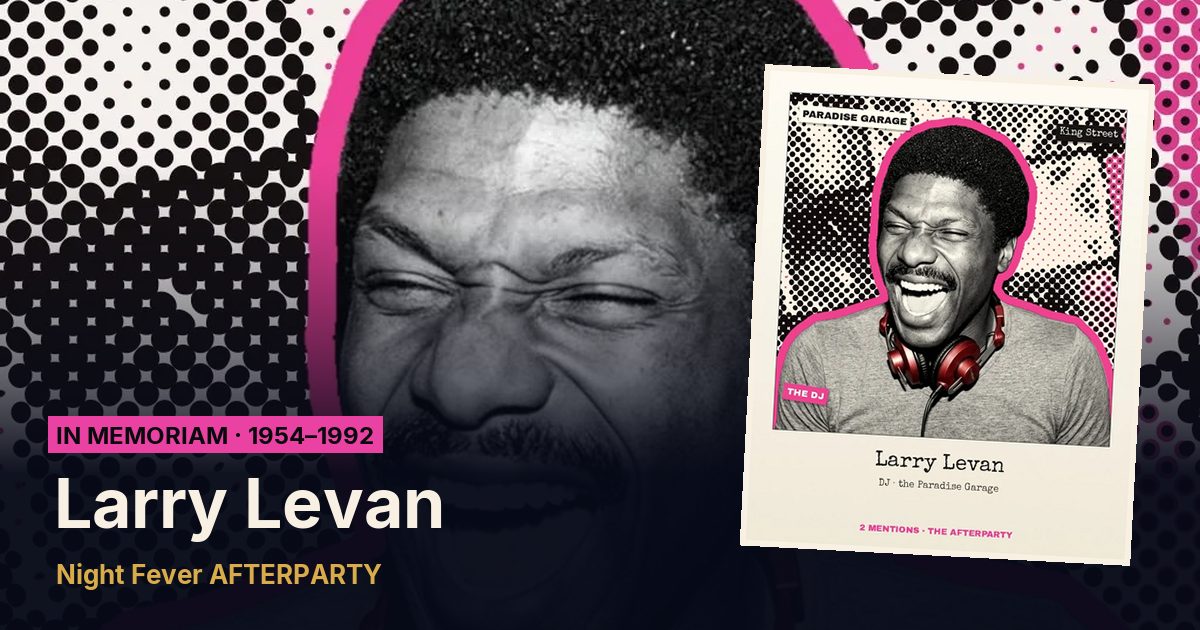 IN MEMORIAM · 1954–1992
Larry Levan
Night Fever AFTERPARTY
PARADISE GARAGE
King Street
THE DJ
Larry Levan
DJ · the Paradise Garage
2 MENTIONS · THE AFTERPARTY